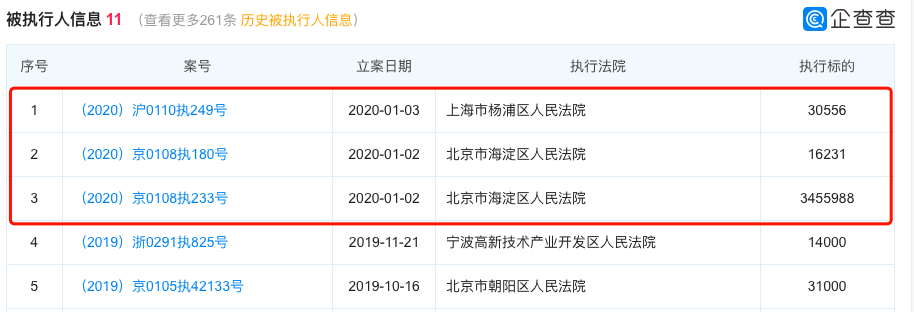 被执行人信息 11 (查看更多261条 历史被执行人信息) 企查查
序号 案号 立案日期 执行法院 执行标的
1 (2020) 沪0110执249号 2020-01-03 上海市杨浦区人民法院 30556
2 (2020) 京0108执180号 2020-01-02 北京市海淀区人民法院 16231
3 (2020) 京0108执233号 2020-01-02 北京市海淀区人民法院 3455988
4 (2019) 浙0291执825号 2019-11-21 宁波高新技术产业开发区人民法院 14000
5 (2019) 京0105执42133号 2019-10-16 北京市朝阳区人民法院 31000